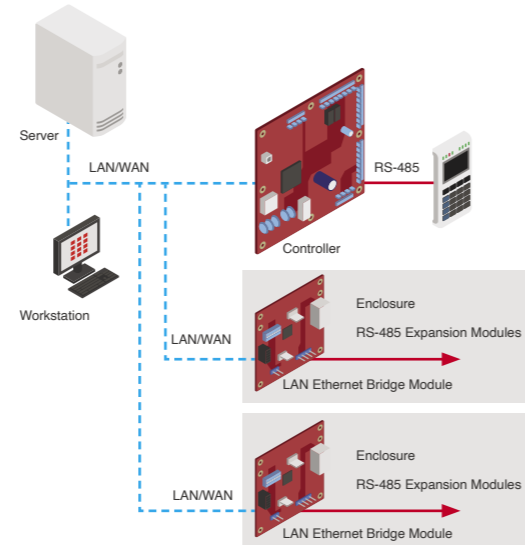 Server
LAN/WAN
RS-485
Controller
Workstation
Enclosure
LAN/WAN
RS-485 Expansion Modules
LAN Ethernet Bridge Module
Enclosure
RS-485 Expansion Modules
LAN/WAN
LAN Ethernet Bridge Module